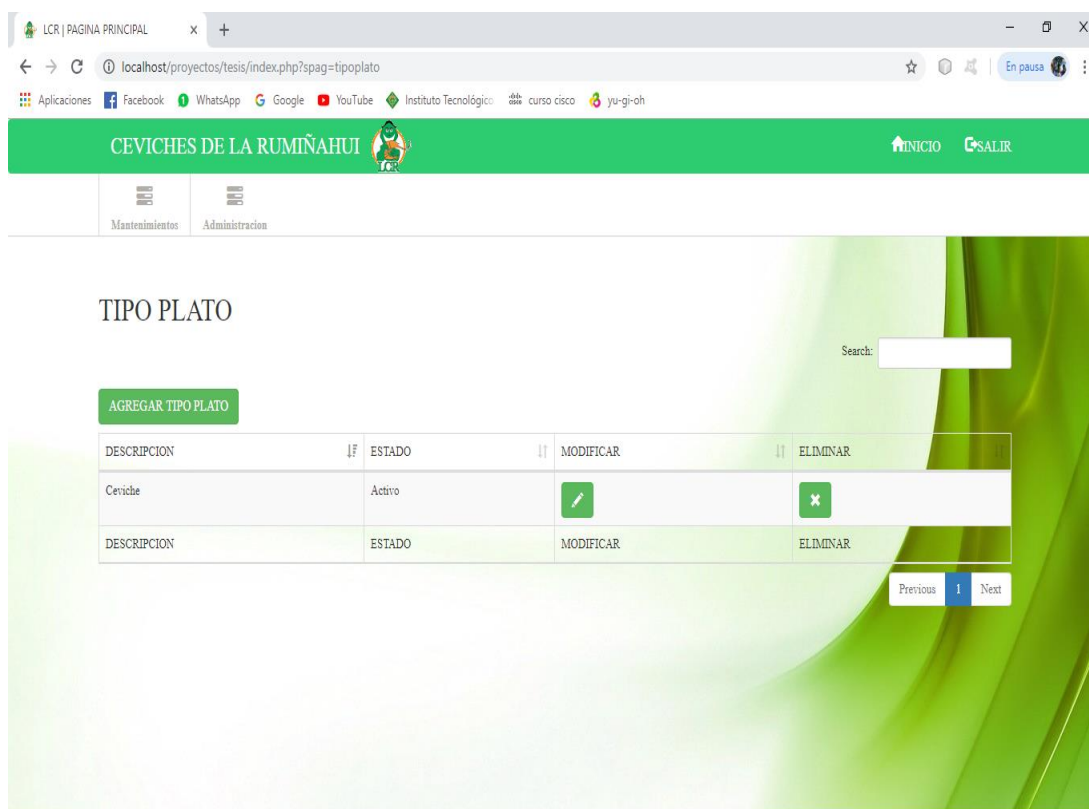 LCR | PAGINA PRINCIPAL
localhost/proyectos/tesis/index.php?spag=tipoplato
En pausa
Aplicaciones Facebook WhatsApp Google YouTube Instituto Tecnológico curso cisco yu-gi-oh
CEVICHES DE LA RUMIÑAHUI LCR INICIO SALIR
Mantenimientos Administracion
TIPO PLATO
Search:
AGREGAR TIPO PLATO
DESCRIPCION ESTADO MODIFICAR ELIMINAR
Ceviche Activo
DESCRIPCION ESTADO MODIFICAR ELIMINAR
Previous 1 Next